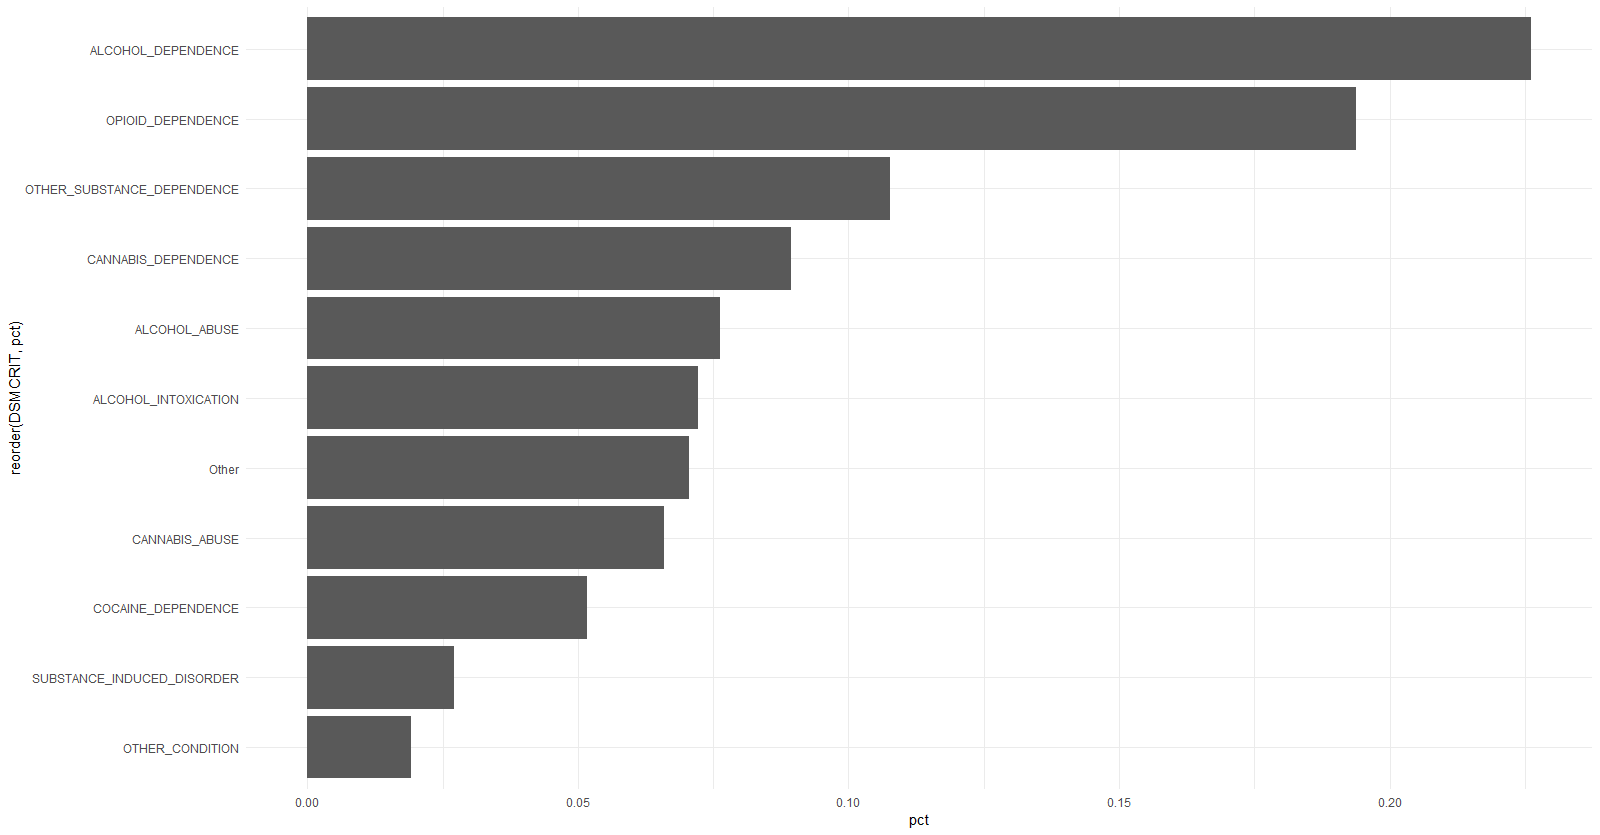 ALCOHOL_DEPENDENCE
OPIOID_DEPENDENCE
OTHER_SUBSTANCE_DEPENDENCE
CANNABIS_DEPENDENCE
ALCOHOL_ABUSE
ALCOHOL_INTOXICATION
Other
CANNABIS_ABUSE
COCAINE_DEPENDENCE
SUBSTANCE_INDUCED_DISORDER
OTHER_CONDITION
reorder(DSMCRIT, pct)
0.00 0.05 0.10 0.15 0.20
pct